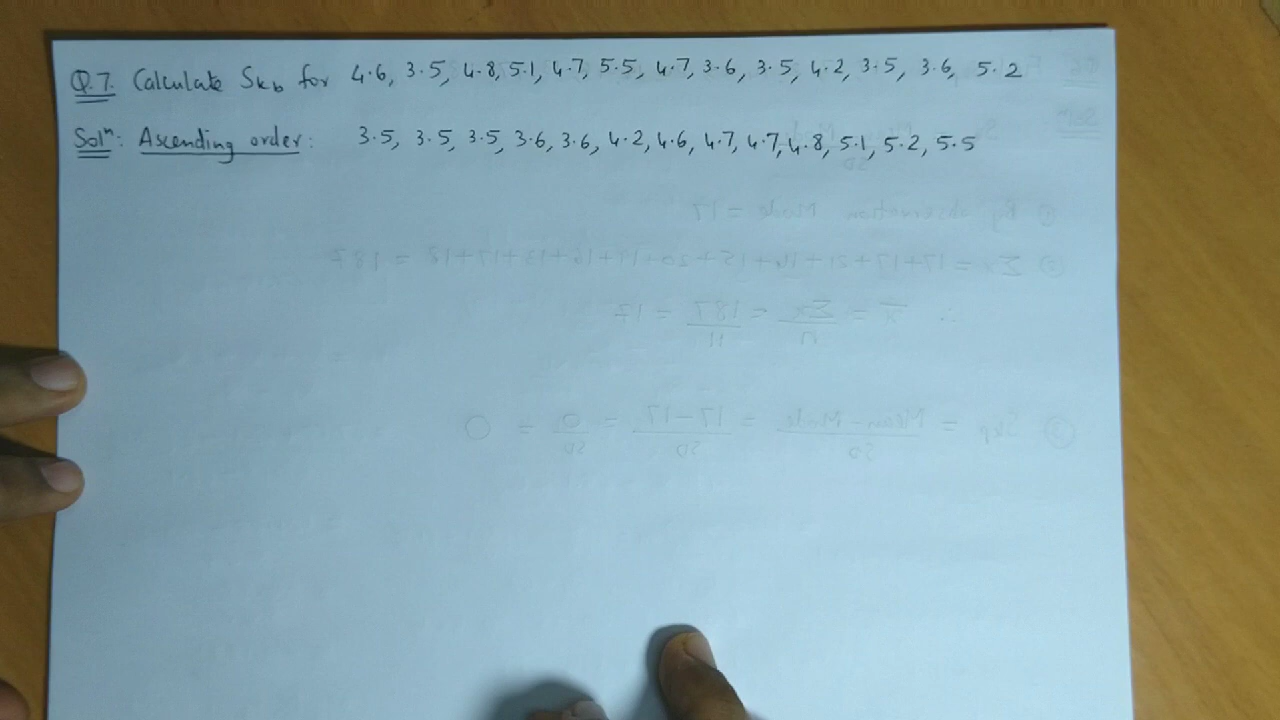 Q.7. Calculate Skb for 4.6, 3.5, 4.8, 5.1, 4.7, 5.5, 4.7, 3.6, 3.5, 4.2, 3.5, 3.6, 5.2
Solⁿ: Ascending order: 3.5, 3.5, 3.5, 3.6, 3.6, 4.2, 4.6, 4.7, 4.7, 4.8, 5.1, 5.2, 5.5